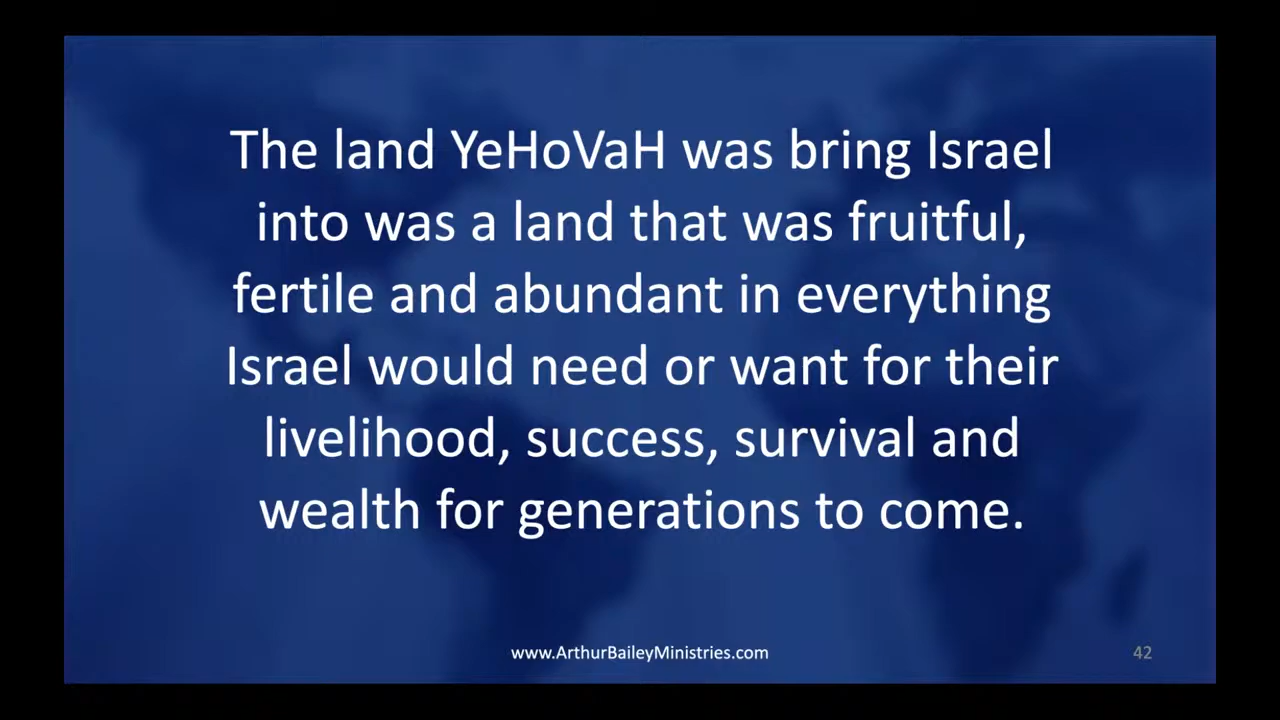 The land YeHoVaH was bring Israel
into was a land that was fruitful,
fertile and abundant in everything
Israel would need or want for their
livelihood, success, survival and
wealth for generations to come.
www.ArthurBaileyMinistries.com
42